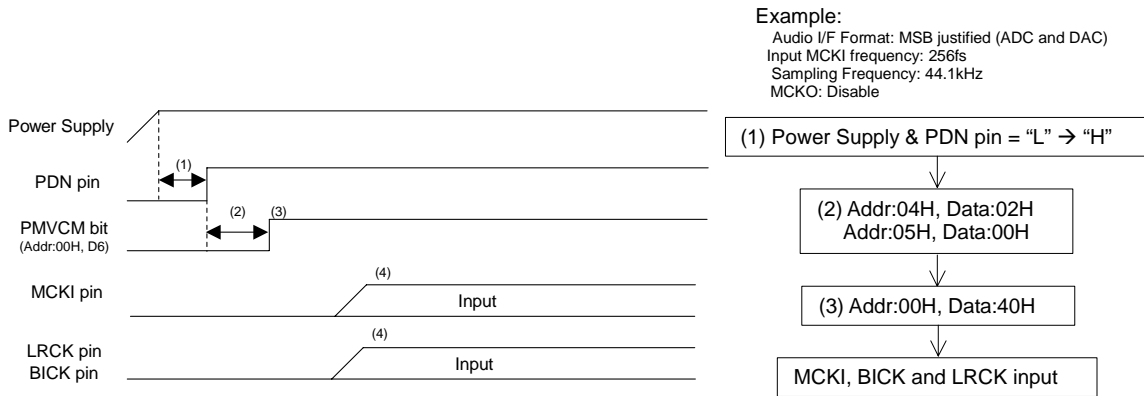 Example:
Audio I/F Format: MSB justified (ADC and DAC)
Input MCKI frequency: 256fs
Sampling Frequency: 44.1kHz
MCKO: Disable
Power Supply
(1)
PDN pin
(2)
(3)
PMVCM bit
(Addr:00H, D6)
(4)
MCKI pin
Input
(4)
LRCK pin
BICK pin
Input
(1) Power Supply & PDN pin = “L” → “H”
(2) Addr:04H, Data:02H
Addr:05H, Data:00H
(3) Addr:00H, Data:40H
MCKI, BICK and LRCK input